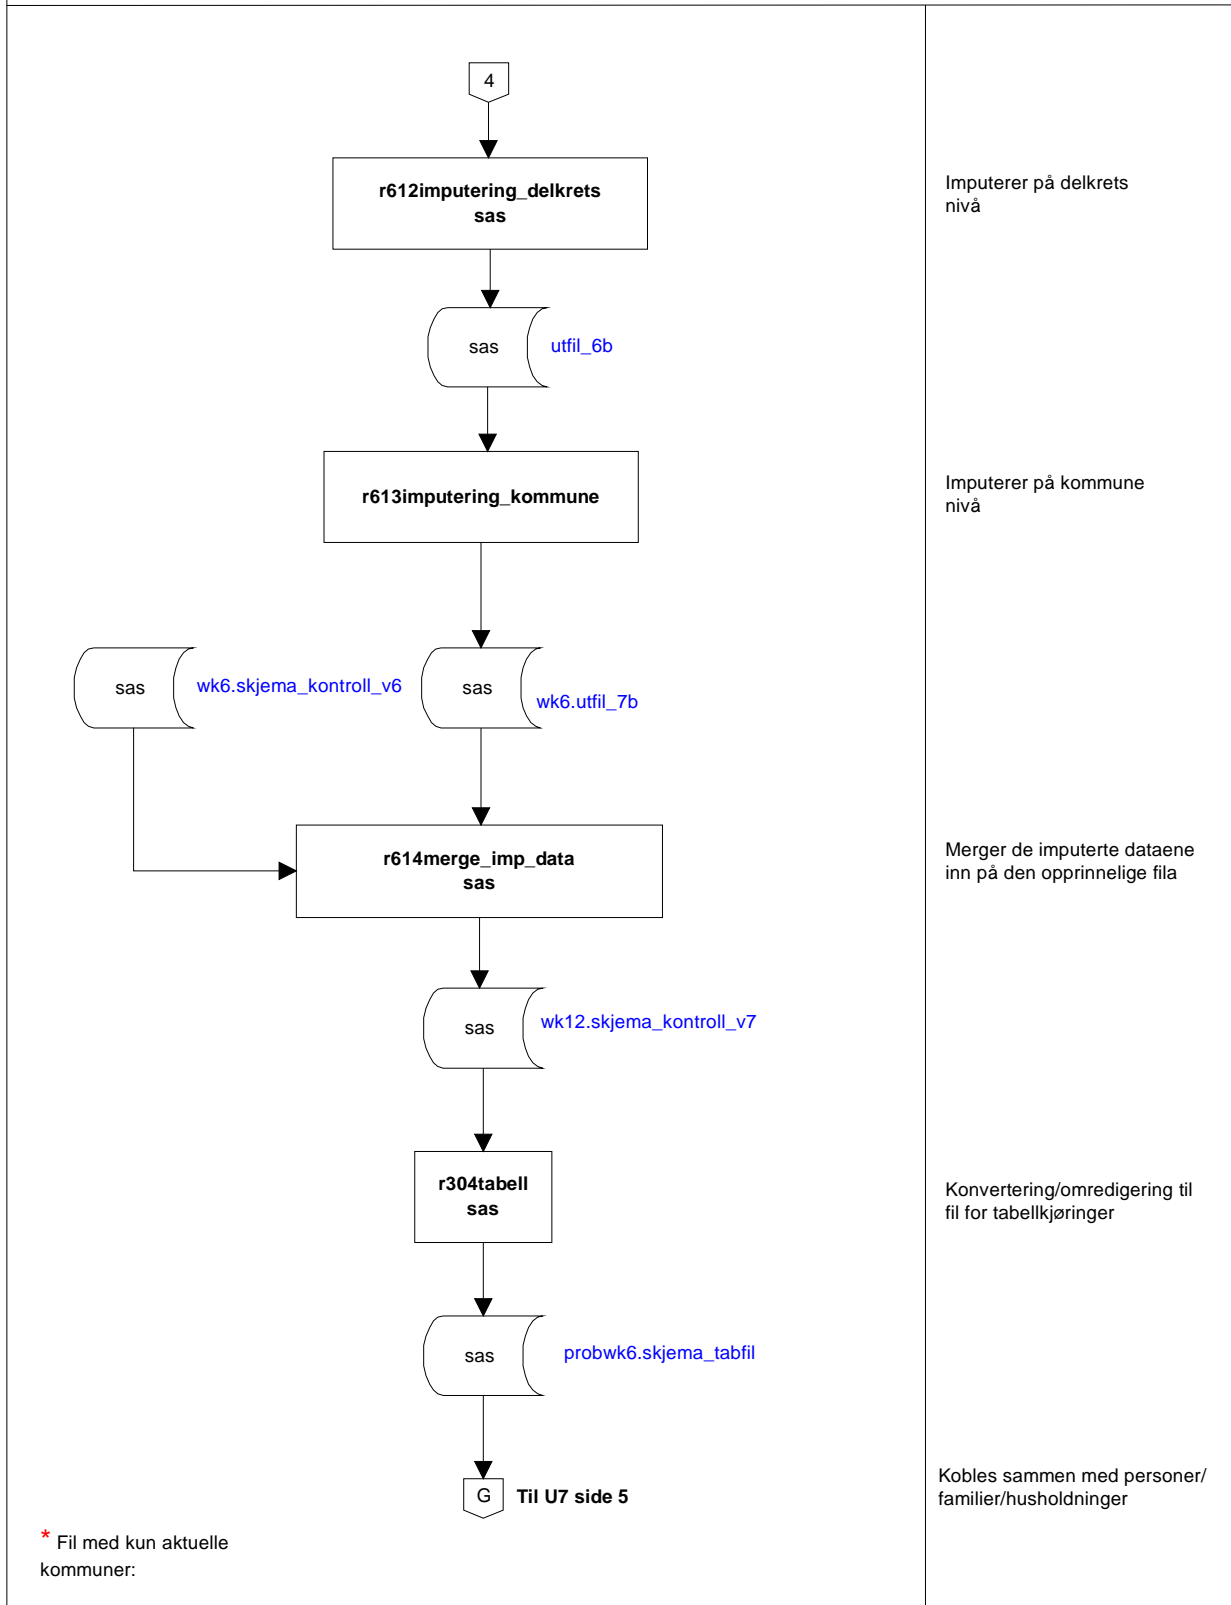 4
r612imputering_delkrets
sas
Imputerer på delkrets
nivå
sas
utfil_6b
r613imputering_kommune
Imputerer på kommune
nivå
sas
wk6.skjema_kontroll_v6
sas
wk6.utfil_7b
r614merge_imp_data
sas
Merger de imputerte dataene
inn på den opprinnelige fila
sas
wk12.skjema_kontroll_v7
r304tabell
sas
Konvertering/omredigering til
fil for tabellkjøringer
sas
probwk6.skjema_tabfil
G
Til U7 side 5
Kobles sammen med personer/
familier/husholdninger
* Fil med kun aktuelle
kommuner: